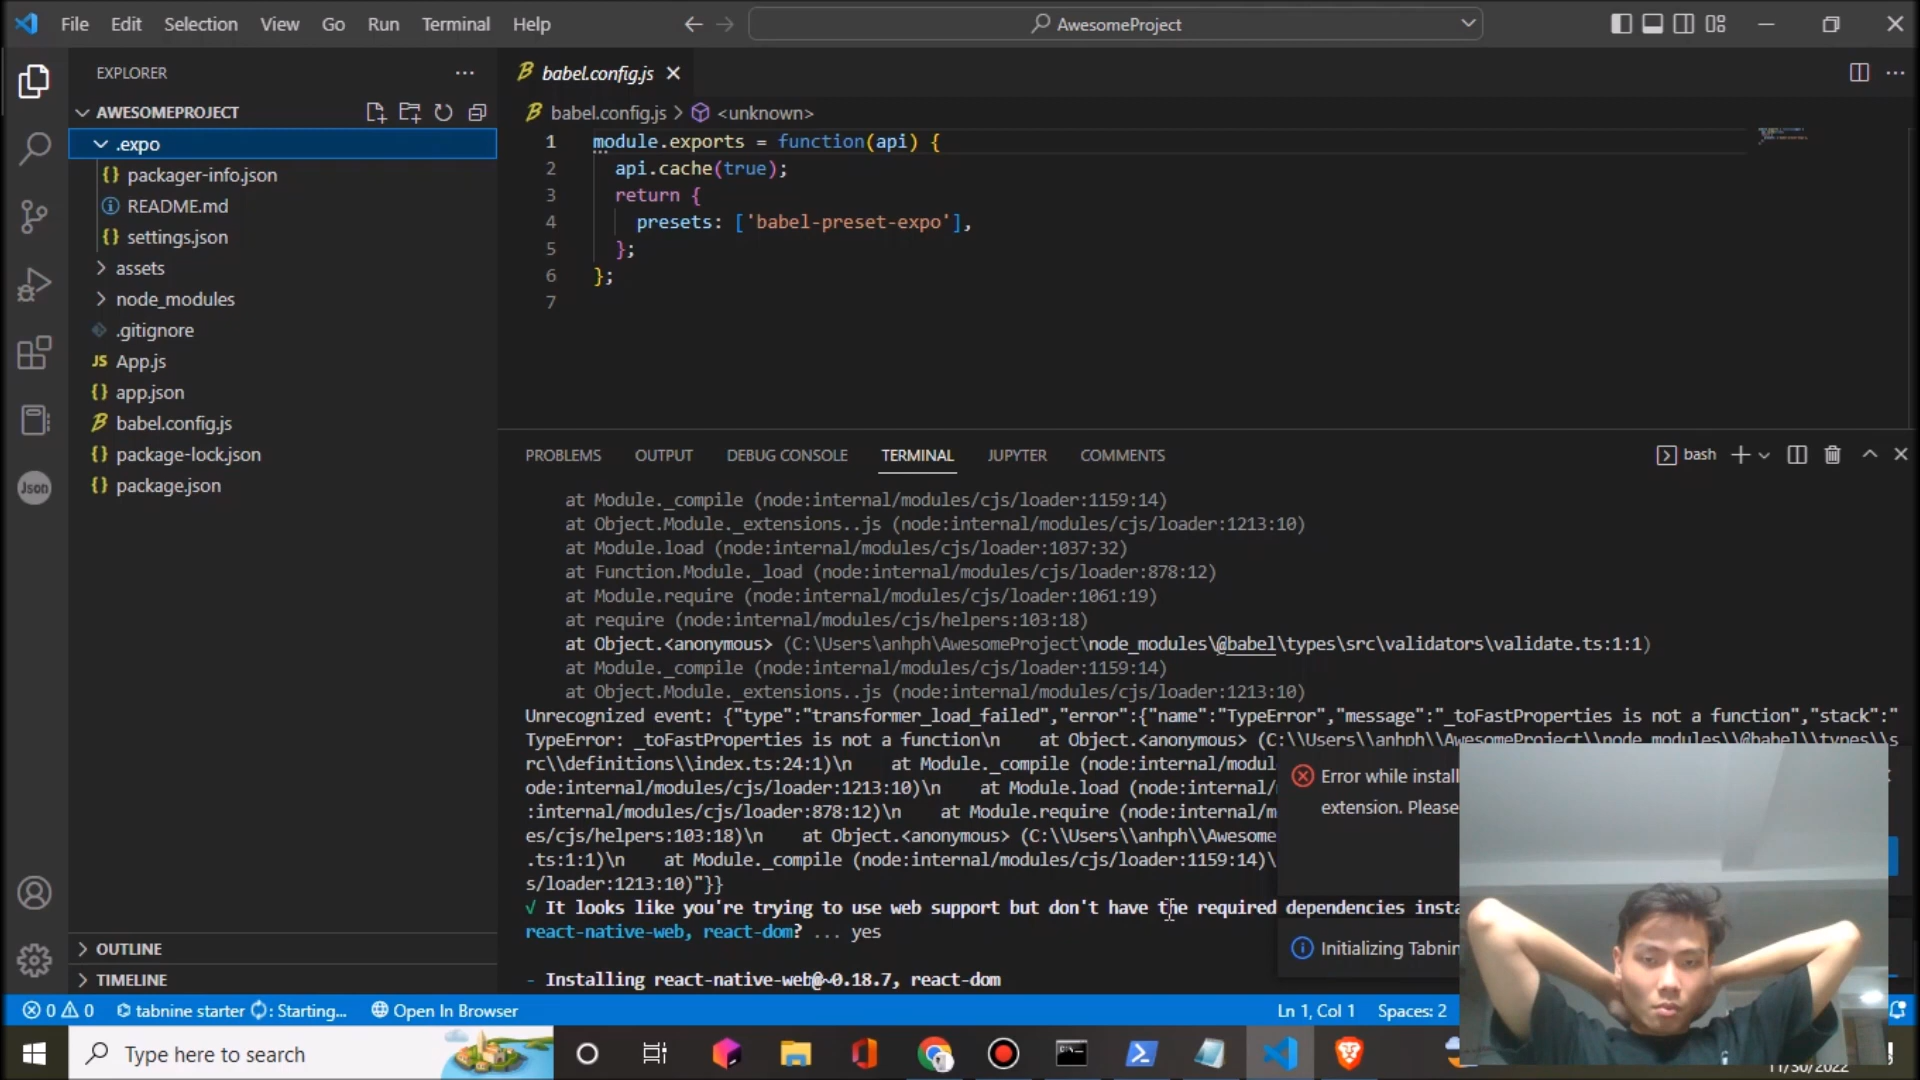 File Edit Selection View Go Run Terminal Help
AwesomeProject
EXPLORER
AWESOMEPROJECT
.expo
packager-info.json
README.md
settings.json
assets
node_modules
.gitignore
JS App.js
app.json
babel.config.js
package-lock.json
package.json
Json
OUTLINE
TIMELINE
babel.config.js
babel.config.js > <unknown>
1 module.exports = function(api) {
2 api.cache(true);
3 return {
4 presets: ['babel-preset-expo'],
5 };
6 };
7
PROBLEMS OUTPUT DEBUG CONSOLE TERMINAL JUPYTER COMMENTS
bash
at Module._compile (node:internal/modules/cjs/loader:1159:14)
at Object.Module._extensions..js (node:internal/modules/cjs/loader:1213:10)
at Module.load (node:internal/modules/cjs/loader:1037:32)
at Function.Module._load (node:internal/modules/cjs/loader:878:12)
at Module.require (node:internal/modules/cjs/loader:1061:19)
at require (node:internal/modules/cjs/helpers:103:18)
at Object.<anonymous> (C:\Users\anhph\AwesomeProject\node_modules\@babel\types\src\validators\validate.ts:1:1)
at Module._compile (node:internal/modules/cjs/loader:1159:14)
at Object.Module._extensions..js (node:internal/modules/cjs/loader:1213:10)
Unrecognized event: {"type":"transformer_load_failed","error":{"name":"TypeError","message":"_toFastProperties is not a function","stack":"
TypeError: _toFastProperties is not a function\n    at Object.<anonymous> (C:\\Users\\anhph\\AwesomeProject\\node_modules\\@babel\\types\\s
rc\\definitions\\index.ts:24:1)\n    at Module._compile (node:internal/modul
ode:internal/modules/cjs/loader:1213:10)\n    at Module.load (node:internal/
:internal/modules/cjs/loader:878:12)\n    at Module.require (node:internal/m
es/cjs/helpers:103:18)\n    at Object.<anonymous> (C:\\Users\\anhph\\Awesome
.ts:1:1)\n    at Module._compile (node:internal/modules/cjs/loader:1159:14)\
s/loader:1213:10)"}}
√ It looks like you're trying to use web support but don't have the required dependencies insta
react-native-web, react-dom? ... yes
- Installing react-native-web@~0.18.7, react-dom
Error while install
extension. Please
Initializing Tabnin
0 0 tabnine starter : Starting... Open In Browser
Ln 1, Col 1 Spaces: 2
Type here to search
11/30/2022